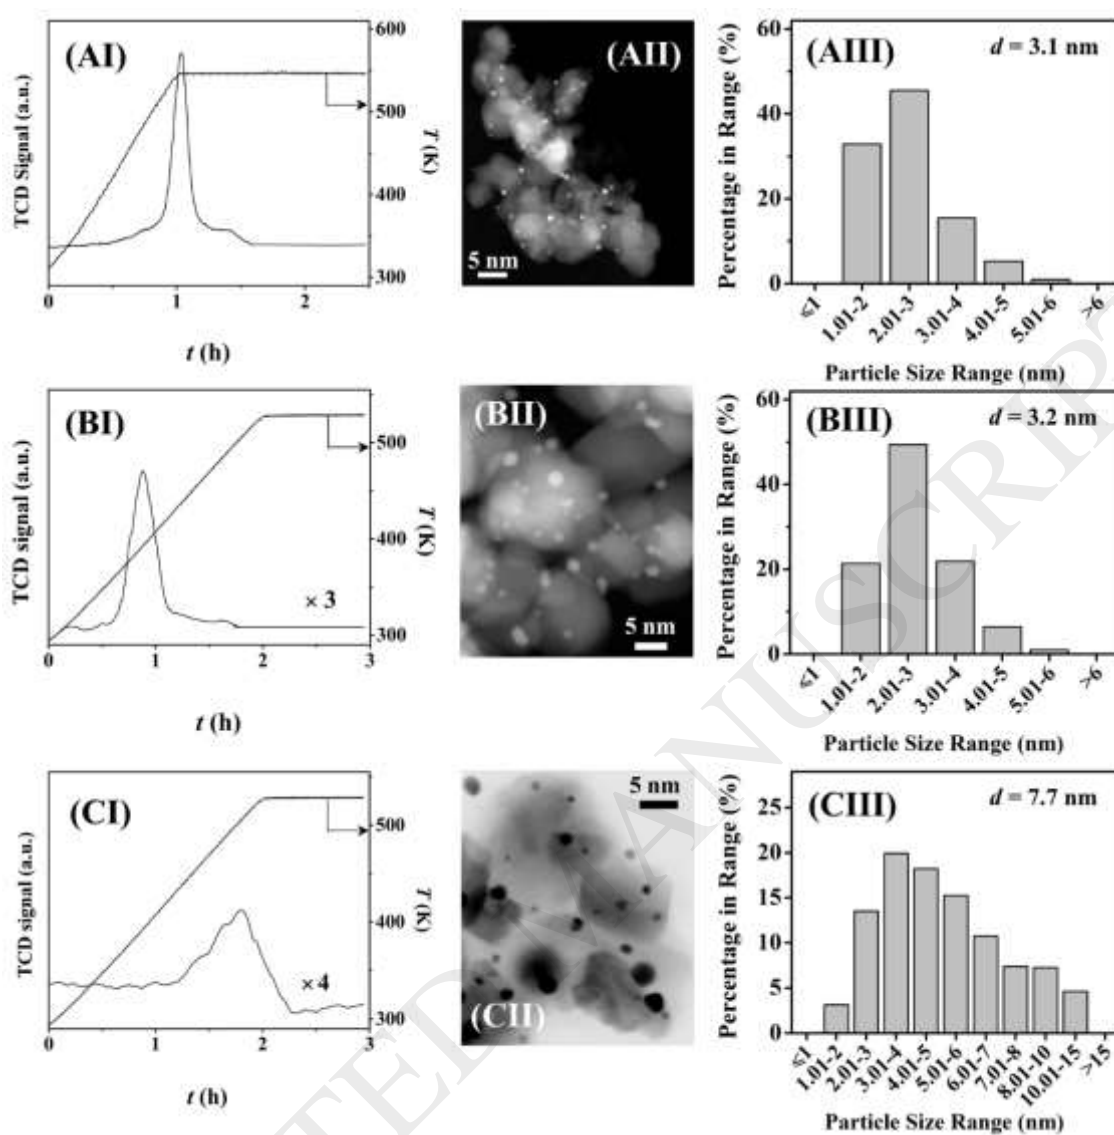 (AI)
TCD Signal (a.u.)
600
500
400
300
T (K)
0
1
2
t (h)
(AII)
5 nm
(AIII)
d = 3.1 nm
Percentage in Range (%)
60
40
20
0
⩽1
1.01-2
2.01-3
3.01-4
4.01-5
5.01-6
>6
Particle Size Range (nm)
(BI)
TCD signal (a.u.)
500
400
300
T (K)
× 3
0
1
2
3
t (h)
(BII)
5 nm
(BIII)
d = 3.2 nm
Percentage in Range (%)
60
40
20
0
⩽1
1.01-2
2.01-3
3.01-4
4.01-5
5.01-6
>6
Particle Size Range (nm)
(CI)
TCD signal (a.u.)
500
400
300
T (K)
× 4
0
1
2
3
t (h)
5 nm
(CII)
(CIII)
d = 7.7 nm
Percentage in Range (%)
25
20
15
10
5
0
⩽1
1.01-2
2.01-3
3.01-4
4.01-5
5.01-6
6.01-7
7.01-8
8.01-10
10.01-15
>15
Particle Size Range (nm)
TED MANUSCRIPT